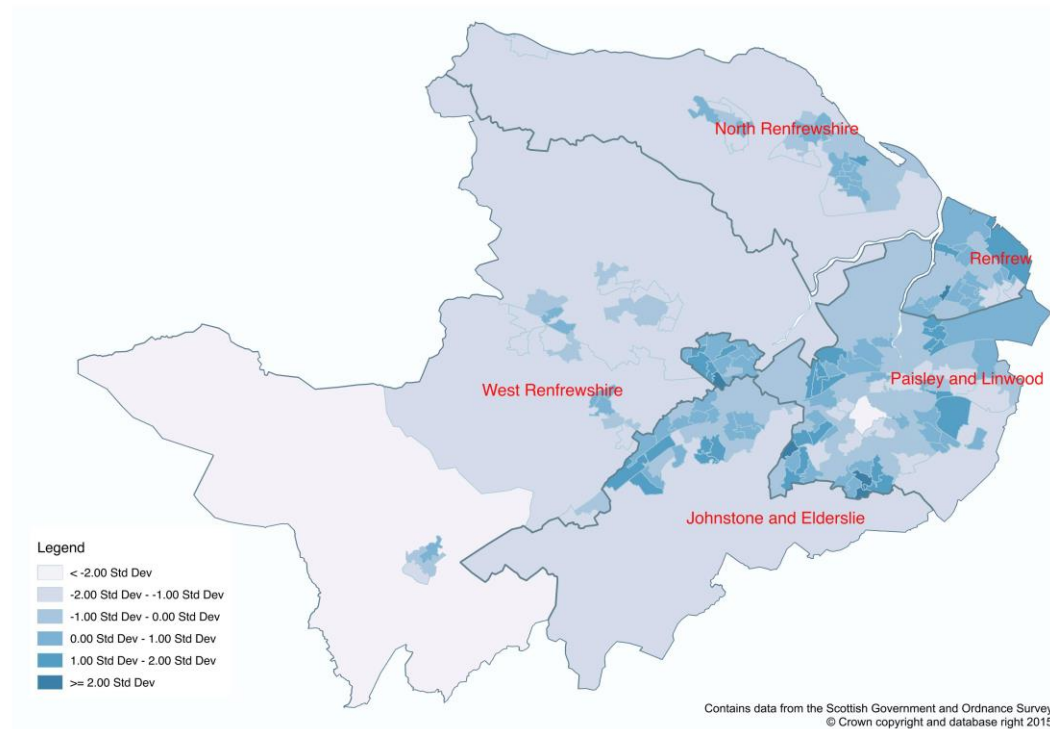 North Renfrewshire
Renfrew
Paisley and Linwood
West Renfrewshire
Johnstone and Elderslie
Legend
< -2.00 Std Dev
-2.00 Std Dev - -1.00 Std Dev
-1.00 Std Dev - 0.00 Std Dev
0.00 Std Dev - 1.00 Std Dev
1.00 Std Dev - 2.00 Std Dev
>= 2.00 Std Dev
Contains data from the Scottish Government and Ordnance Survey
© Crown copyright and database right 2015